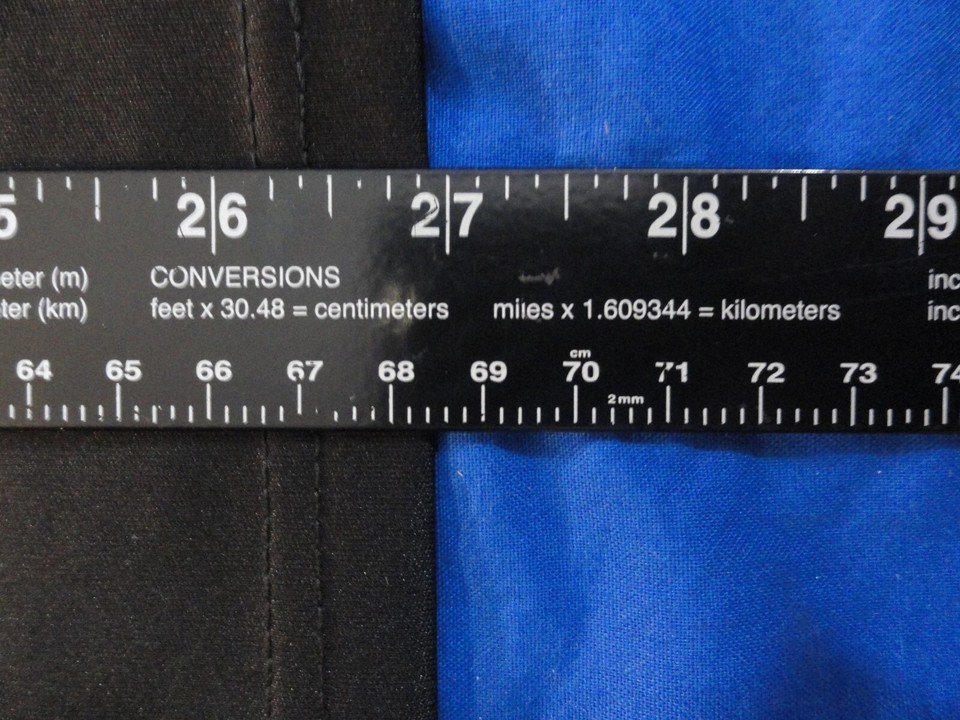 5 26 27 28 29
eter (m) CONVERSIONS inc
ter (km) feet x 30.48 = centimeters miles x 1.609344 = kilometers inc
cm
64 65 66 67 68 69 70 71 72 73 74
2mm